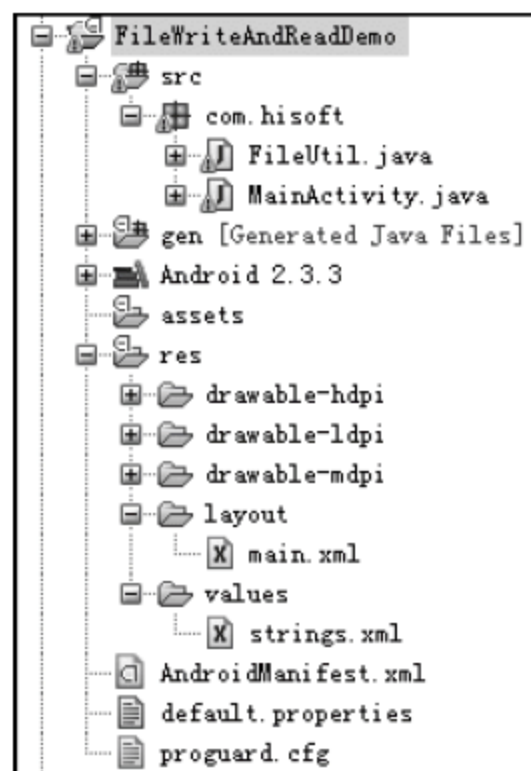 FileWriteAndReadDemo
src
com.hisoft
FileUtil.java
MainActivity.java
gen [Generated Java Files]
Android 2.3.3
assets
res
drawable-hdpi
drawable-ldpi
drawable-mdpi
layout
main.xml
values
strings.xml
AndroidManifest.xml
default.properties
proguard.cfg